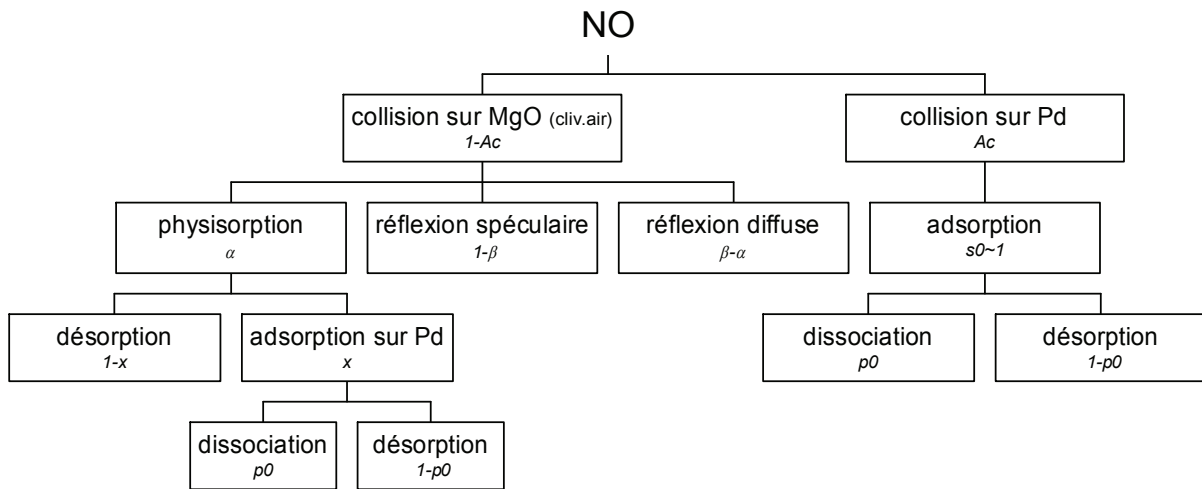 NO
collision sur MgO (cliv.air)
1-Ac
collision sur Pd
Ac
physisorption
α
réflexion spéculaire
1-β
réflexion diffuse
β-α
adsorption
s0~1
désorption
1-x
adsorption sur Pd
x
dissociation
p0
désorption
1-p0
dissociation
p0
désorption
1-p0